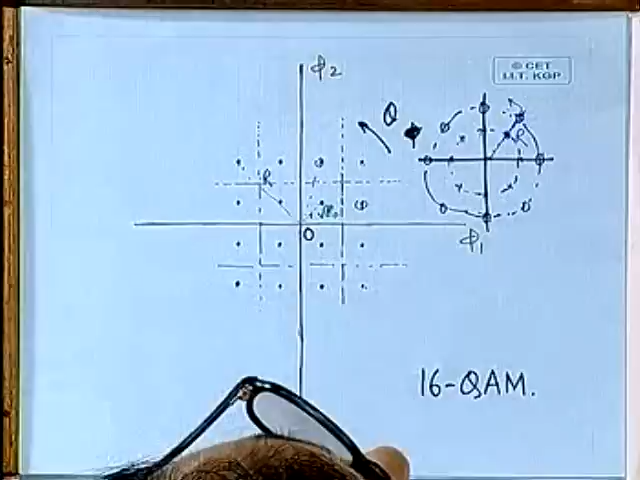 ϕ2
© CET
I.I.T. KGP
Q
R
R
0
ϕ1
16-QAM.